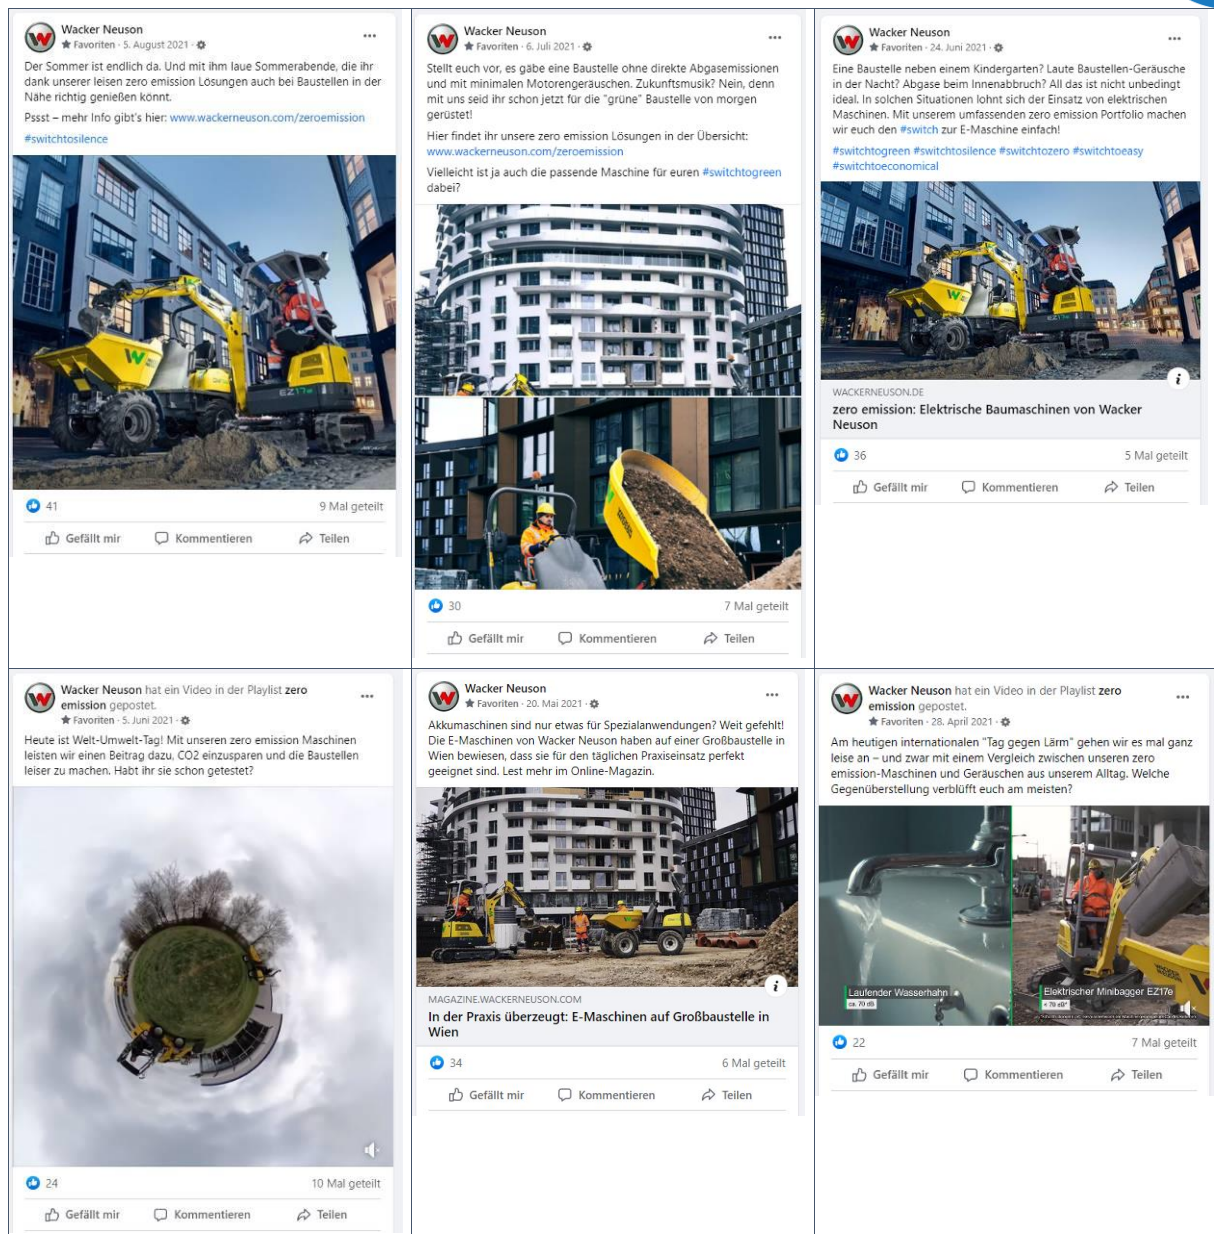 Wacker Neuson
Favoriten · 5. August 2021 ·
Der Sommer ist endlich da. Und mit ihm laue Sommerabende, die ihr
dank unserer leisen zero emission Lösungen auch bei Baustellen in der
Nähe richtig genießen könnt.
Pssst – mehr Info gibt's hier: www.wackerneuson.com/zeroemission
#switchtosilence
W
EZ17e
41
9 Mal geteilt
Gefällt mir
Kommentieren
Teilen
Wacker Neuson
Favoriten · 6. Juli 2021 ·
Stellt euch vor, es gäbe eine Baustelle ohne direkte Abgasemissionen
und mit minimalen Motorengeräuschen. Zukunftsmusik? Nein, denn
mit uns seid ihr schon jetzt für die "grüne" Baustelle von morgen
gerüstet!
Hier findet ihr unsere zero emission Lösungen in der Übersicht:
www.wackerneuson.com/zeroemission
Vielleicht ist ja auch die passende Maschine für euren #switchtogreen
dabei?
30
7 Mal geteilt
Gefällt mir
Kommentieren
Teilen
Wacker Neuson
Favoriten · 24. Juni 2021 ·
Eine Baustelle neben einem Kindergarten? Laute Baustellen-Geräusche
in der Nacht? Abgase beim Innenabbruch? All das ist nicht unbedingt
ideal. In solchen Situationen lohnt sich der Einsatz von elektrischen
Maschinen. Mit unserem umfassenden zero emission Portfolio machen
wir euch den #switch zur E-Maschine einfach!
#switchtogreen #switchtosilence #switchtozero #switchtoeasy
#switchtoeconomical
W
EZ17e
WACKERNEUSON.DE
zero emission: Elektrische Baumaschinen von Wacker
Neuson
36
5 Mal geteilt
Gefällt mir
Kommentieren
Teilen
Wacker Neuson hat ein Video in der Playlist zero
emission gepostet.
Favoriten · 5. Juni 2021 ·
Heute ist Welt-Umwelt-Tag! Mit unseren zero emission Maschinen
leisten wir einen Beitrag dazu, CO2 einzusparen und die Baustellen
leiser zu machen. Habt ihr sie schon getestet?
24
10 Mal geteilt
Gefällt mir
Kommentieren
Teilen
Wacker Neuson
Favoriten · 20. Mai 2021 ·
Akkumaschinen sind nur etwas für Spezialanwendungen? Weit gefehlt!
Die E-Maschinen von Wacker Neuson haben auf einer Großbaustelle in
Wien bewiesen, dass sie für den täglichen Praxiseinsatz perfekt
geeignet sind. Lest mehr im Online-Magazin.
MAGAZINE.WACKERNEUSON.COM
In der Praxis überzeugt: E-Maschinen auf Großbaustelle in
Wien
34
6 Mal geteilt
Gefällt mir
Kommentieren
Teilen
Wacker Neuson hat ein Video in der Playlist zero
emission gepostet.
Favoriten · 28. April 2021 ·
Am heutigen internationalen "Tag gegen Lärm" gehen wir es mal ganz
leise an – und zwar mit einem Vergleich zwischen unseren zero
emission-Maschinen und Geräuschen aus unserem Alltag. Welche
Gegenüberstellung verblüfft euch am meisten?
WACKER
NEUSON
Laufender Wasserhahn
ca. 70 dB
Elektrischer Minibagger EZ17e
22
7 Mal geteilt
Gefällt mir
Kommentieren
Teilen